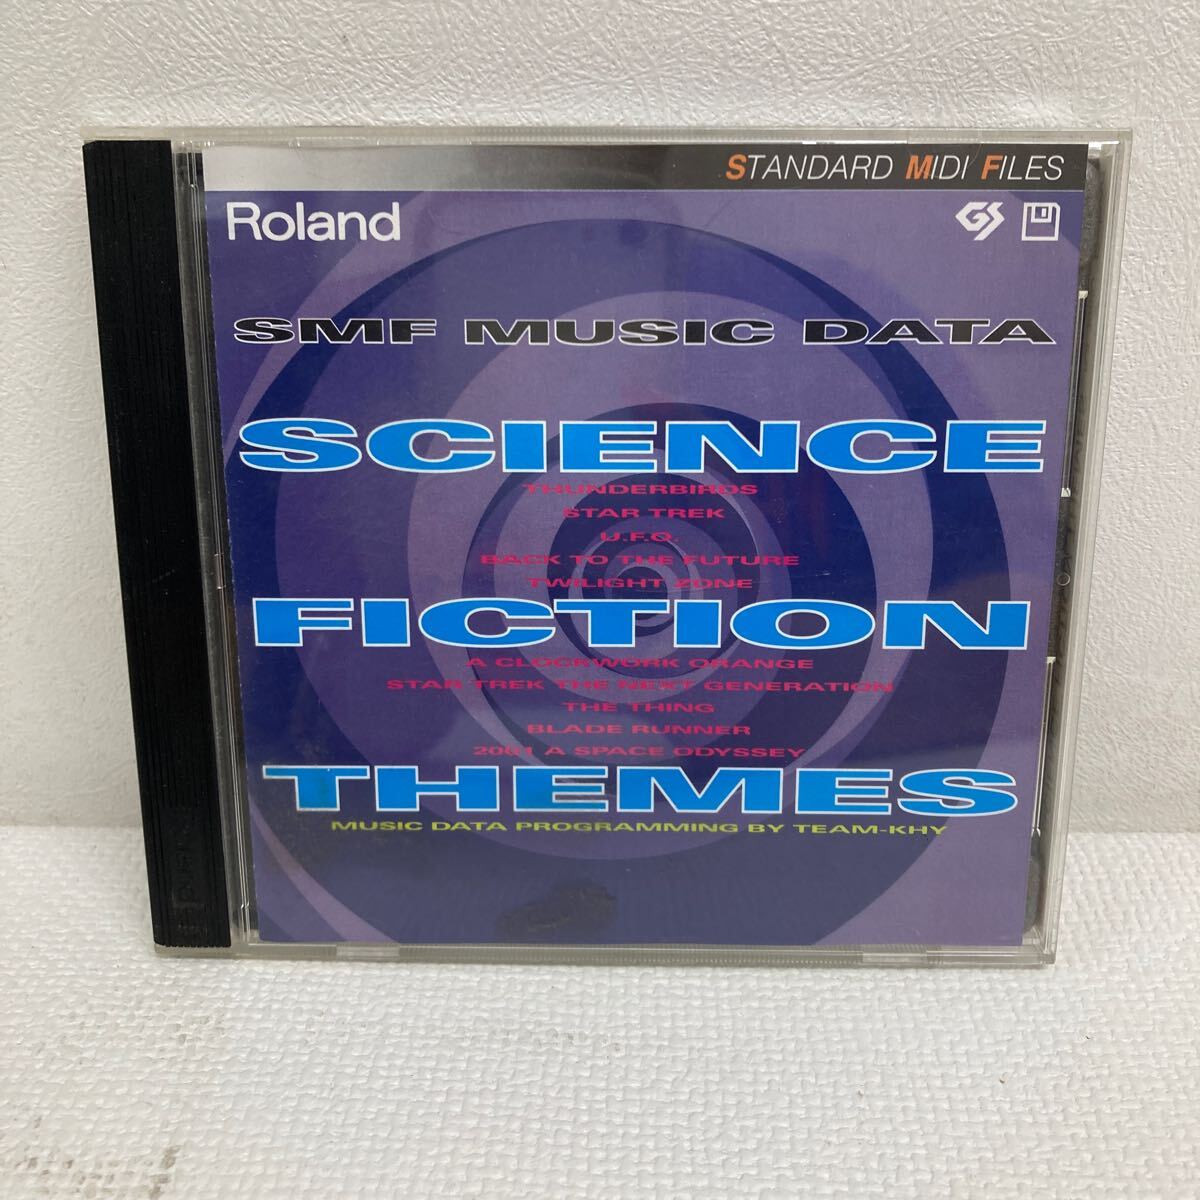 STANDARD MIDI FILES
Roland
GS
SMF MUSIC DATA
SCIENCE
THUNDERBIRDS
STAR TREK
U.F.O.
BACK TO THE FUTURE
TWILIGHT ZONE
FICTION
A CLOCKWORK ORANGE
STAR TREK THE NEXT GENERATION
THE THING
BLADE RUNNER
2001 A SPACE ODYSSEY
THEMES
MUSIC DATA PROGRAMMING BY TEAM-KHY